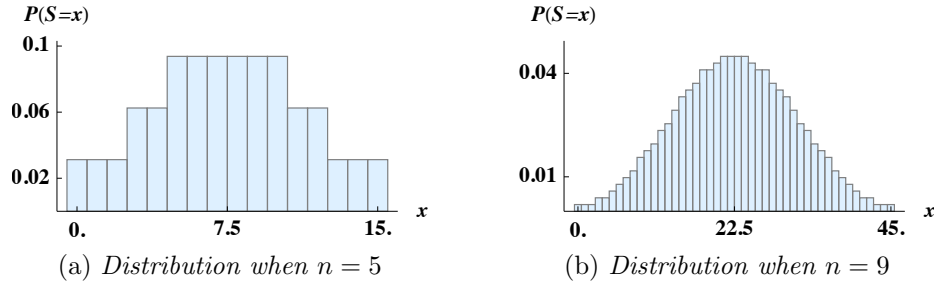 P(S=x)
0.1
0.06
0.02
0.
7.5
15.
x
(a) Distribution when n = 5
P(S=x)
0.04
0.01
0.
22.5
45.
x
(b) Distribution when n = 9